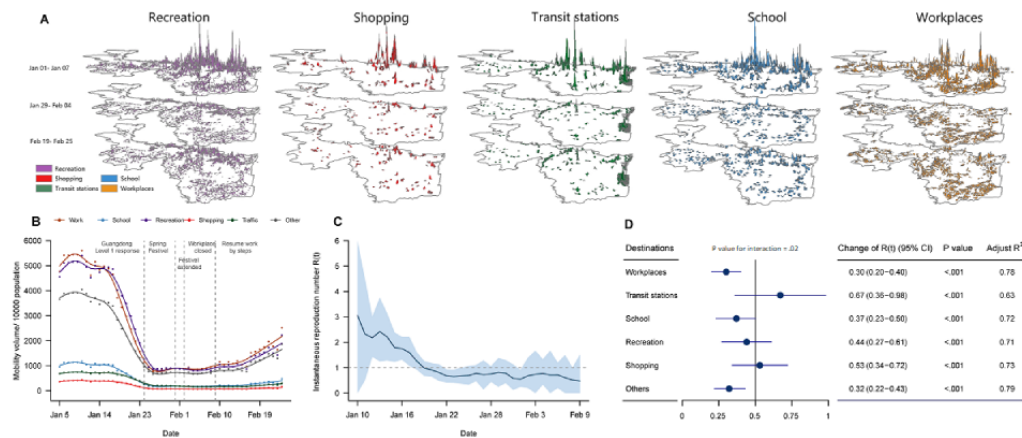 A
Recreation
Shopping
Transit stations
School
Workplaces
Jan 01- Jan 07
Jan 29- Feb 04
Feb 19- Feb 25
Recreation
Shopping
School
Transit stations
Workplaces
B
Work
School
Recreation
Shopping
Traffic
Other
Guangdong
Level 1 response
Spring
Festival
Festival
extended
Workplace
closed
Resume work
by steps
Mobility volume/ 10000 population
6000
5000
4000
3000
2000
1000
0
Jan 5
Jan 14
Jan 23
Feb 1
Feb 10
Feb 19
Date
C
Instantaneous reproduction number R(t)
6
5
4
3
2
1
0
Jan 10
Jan 16
Jan 22
Jan 28
Feb 3
Feb 9
Date
D
Destinations
P value for interaction = .02
Change of R(t) (95% CI)
P value
Adjust R²
Workplaces 0.30 (0.20−0.40) <.001 0.78
Transit stations 0.67 (0.36−0.98) <.001 0.63
School 0.37 (0.23−0.50) <.001 0.72
Recreation 0.44 (0.27−0.61) <.001 0.71
Shopping 0.53 (0.34−0.72) <.001 0.73
Others 0.32 (0.22−0.43) <.001 0.79
0 0.25 0.5 0.75 1